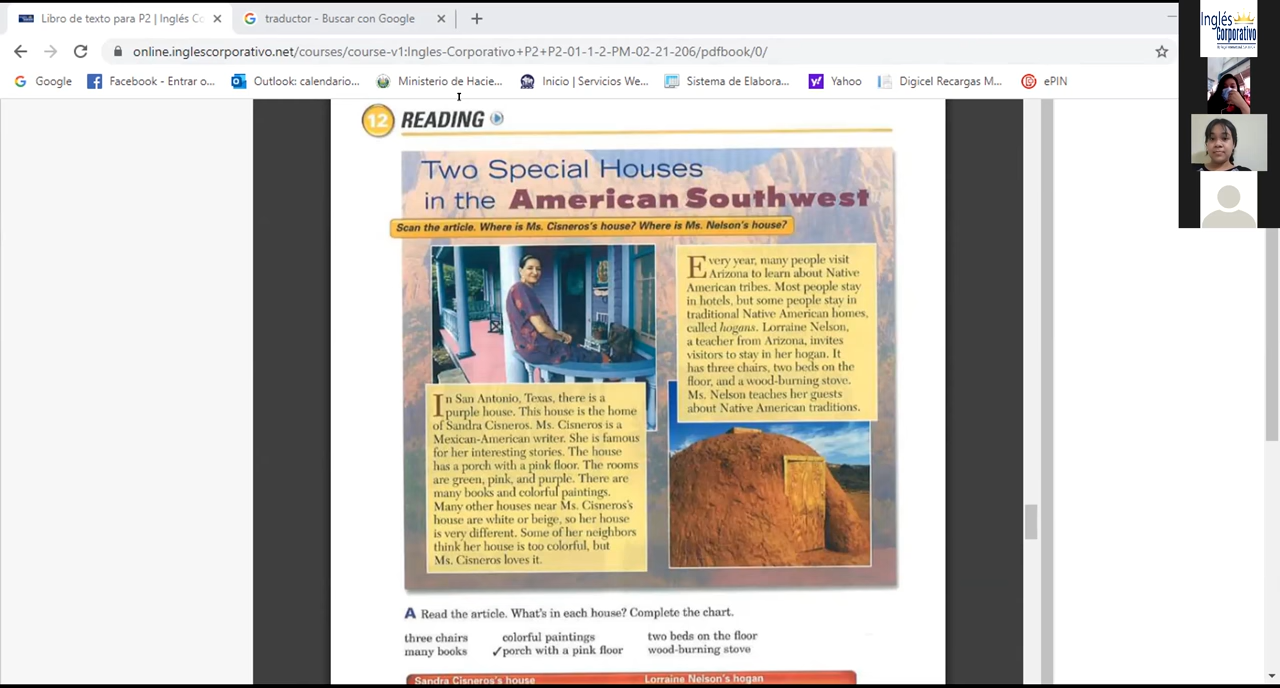 Libro de texto para P2 | Inglés Co
traductor - Buscar con Google
online.inglescorporativo.net/courses/course-v1:Ingles-Corporativo+P2+P2-01-1-2-PM-02-21-206/pdfbook/0/
Google
Facebook - Entrar o...
Outlook: calendario...
Ministerio de Hacie...
Inicio | Servicios We...
Sistema de Elabora...
Yahoo
Digicel Recargas M...
ePIN
Inglés
Corporativo
12 READING
Two Special Houses
in the American Southwest
Scan the article. Where is Ms. Cisneros's house? Where is Ms. Nelson's house?
In San Antonio, Texas, there is a
purple house. This house is the home
of Sandra Cisneros. Ms. Cisneros is a
Mexican-American writer. She is famous
for her interesting stories. The house
has a porch with a pink floor. The rooms
are green, pink, and purple. There are
many books and colorful paintings.
Many other houses near Ms. Cisneros's
house are white or beige, so her house
is very different. Some of her neighbors
think her house is too colorful, but
Ms. Cisneros loves it.
Every year, many people visit
Arizona to learn about Native
American tribes. Most people stay
in hotels, but some people stay in
traditional Native American homes,
called hogans. Lorraine Nelson,
a teacher from Arizona, invites
visitors to stay in her hogan. It
has three chairs, two beds on the
floor, and a wood-burning stove.
Ms. Nelson teaches her guests
about Native American traditions.
A Read the article. What's in each house? Complete the chart.
three chairs colorful paintings two beds on the floor
many books ✓porch with a pink floor wood-burning stove
Sandra Cisneros's house Lorraine Nelson's hogan